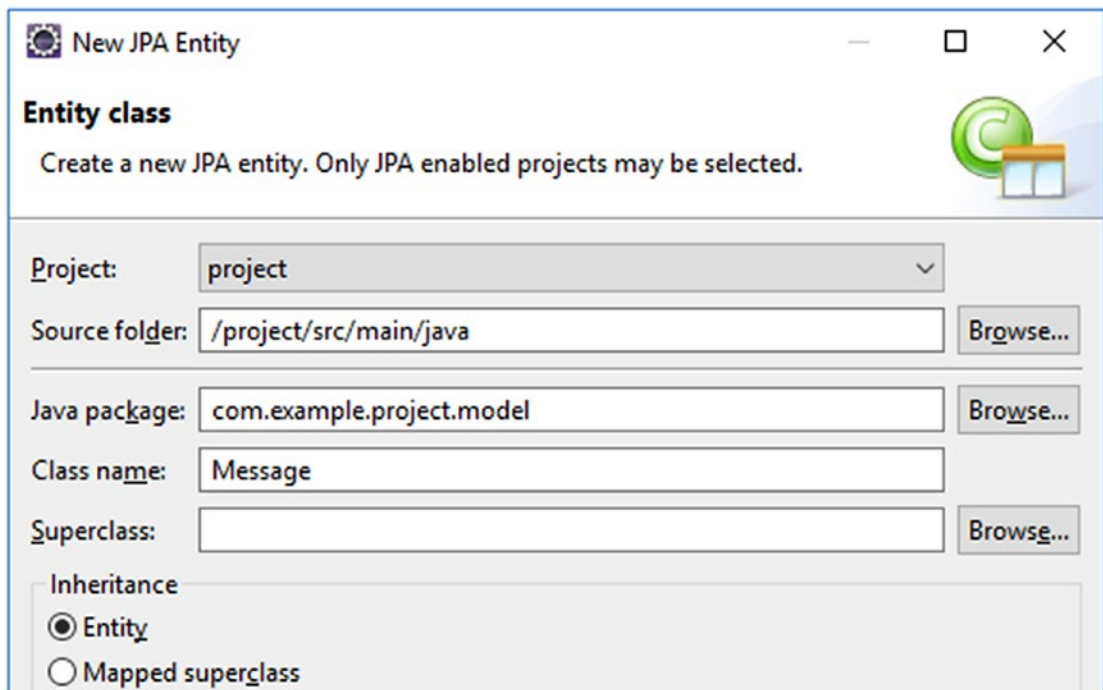 New JPA Entity
Entity class
Create a new JPA entity. Only JPA enabled projects may be selected.
Project: project
Source folder: /project/src/main/java Browse...
Java package: com.example.project.model Browse...
Class name: Message
Superclass: Browse...
Inheritance
Entity
Mapped superclass